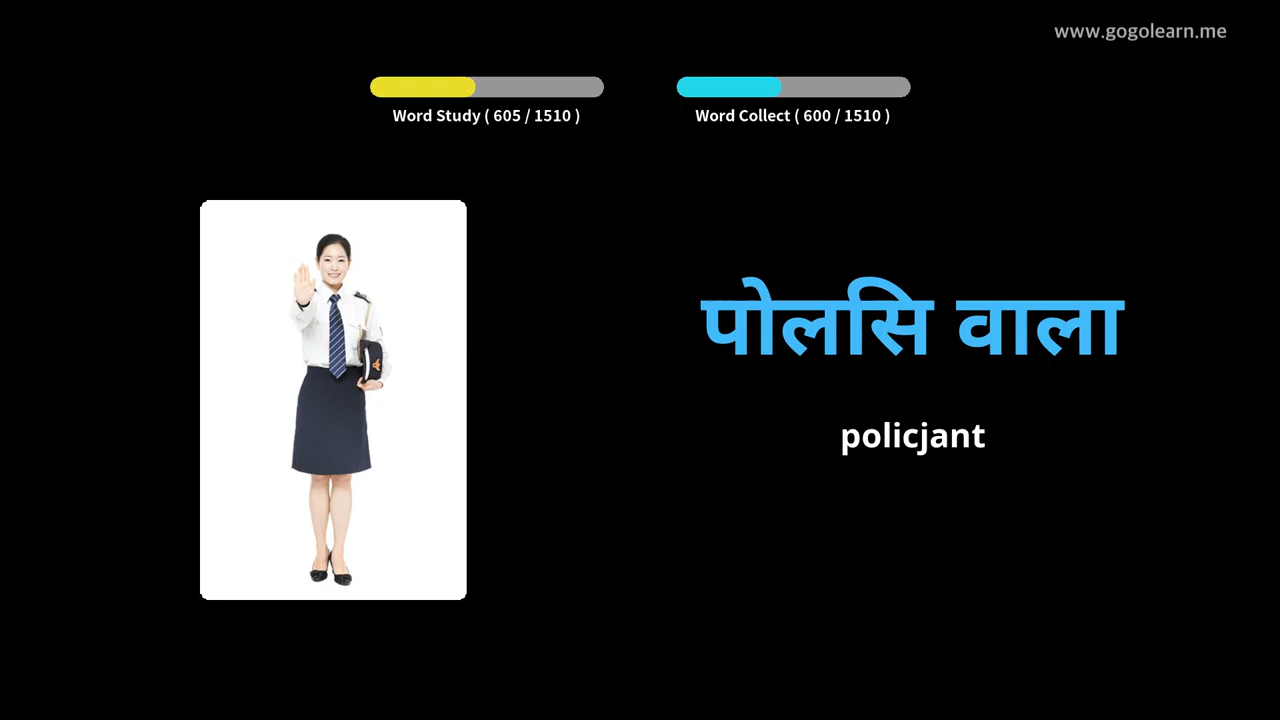 www.gogolearn.me
Word Study ( 605 / 1510 )
Word Collect ( 600 / 1510 )
पोलसि वाला
policjant